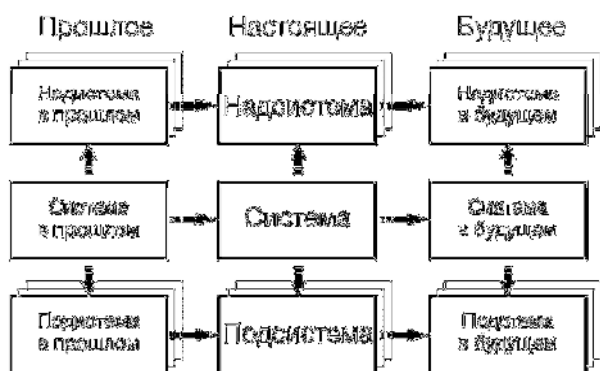 Прошлое Настоящее Будущее
Надсистема
в прошлом
Надсистема
Надсистема
в будущем
Система
в прошлом
Система
Система
в будущем
Подсистема
в прошлом
Подсистема
Подсистема
в будущем